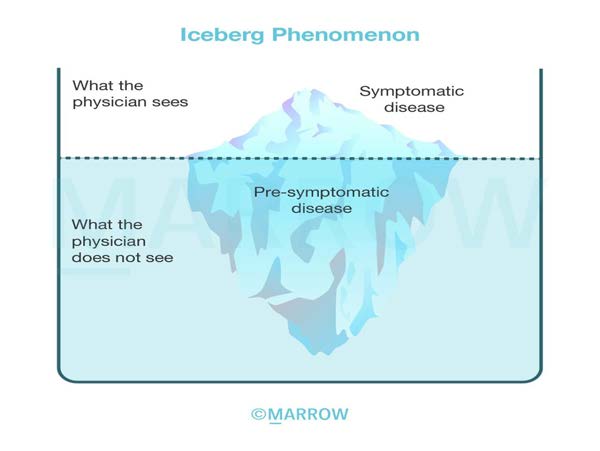 Iceberg Phenomenon
What the
physician sees
Symptomatic
disease
Pre-symptomatic
disease
What the
physician
does not see
MARROW
©MARROW